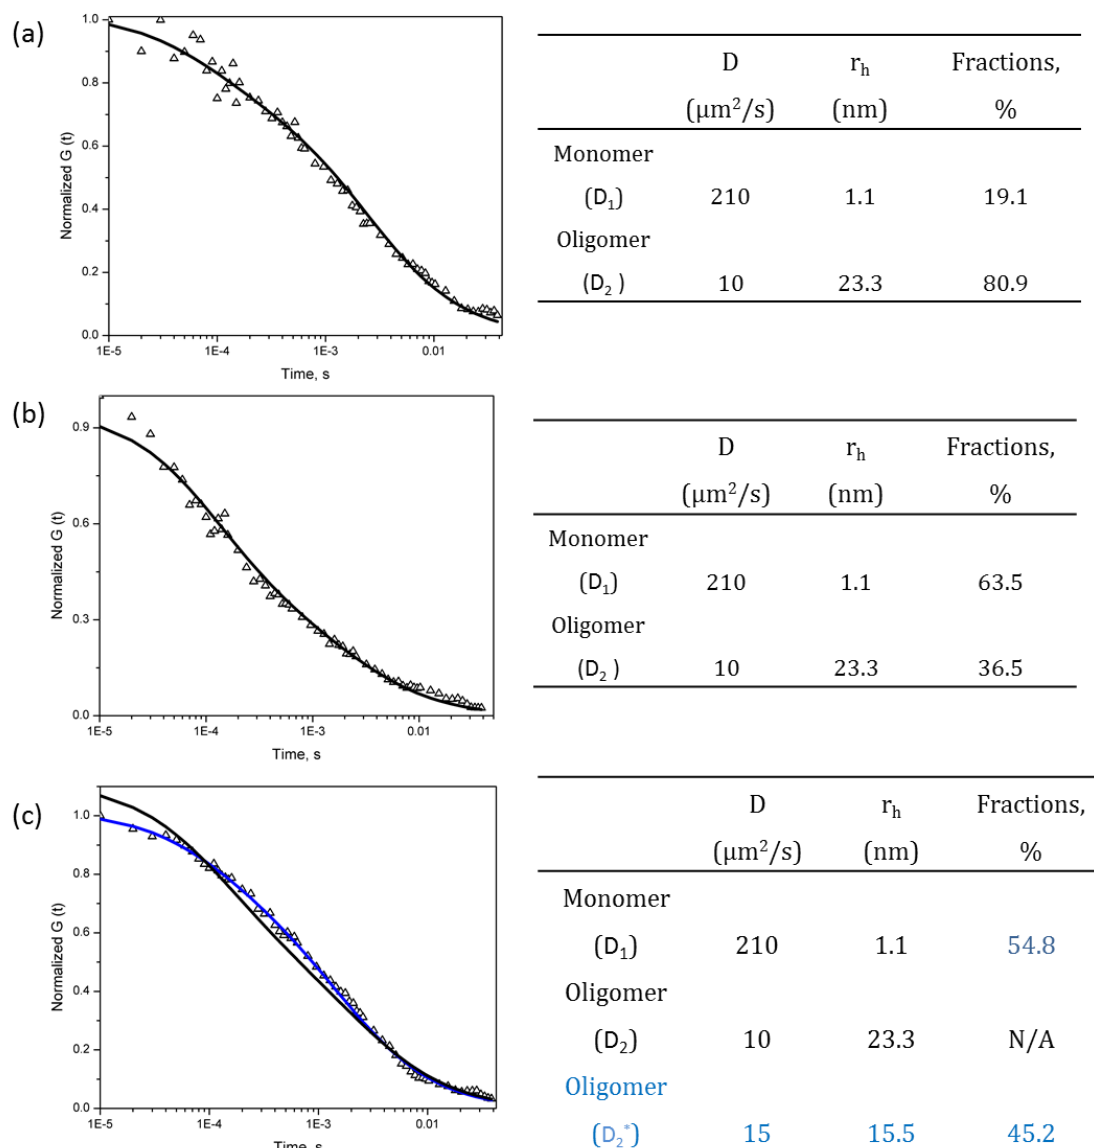 (a)
Normalized G (t)
1.0
0.8
0.6
0.4
0.2
0.0
1E-5 1E-4 1E-3 0.01
Time, s
D r_h Fractions,
(μm²/s) (nm) %
Monomer
(D₁) 210 1.1 19.1
Oligomer
(D₂ ) 10 23.3 80.9
(b)
Normalized G (t)
0.9
0.6
0.3
0.0
1E-5 1E-4 1E-3 0.01
Time, s
D r_h Fractions,
(μm²/s) (nm) %
Monomer
(D₁) 210 1.1 63.5
Oligomer
(D₂ ) 10 23.3 36.5
(c)
Normalized G (t)
1.0
0.8
0.6
0.4
0.2
0.0
1E-5 1E-4 1E-3 0.01
Time, s
D r_h Fractions,
(μm²/s) (nm) %
Monomer
(D₁) 210 1.1 54.8
Oligomer
(D₂) 10 23.3 N/A
Oligomer
(D₂*) 15 15.5 45.2